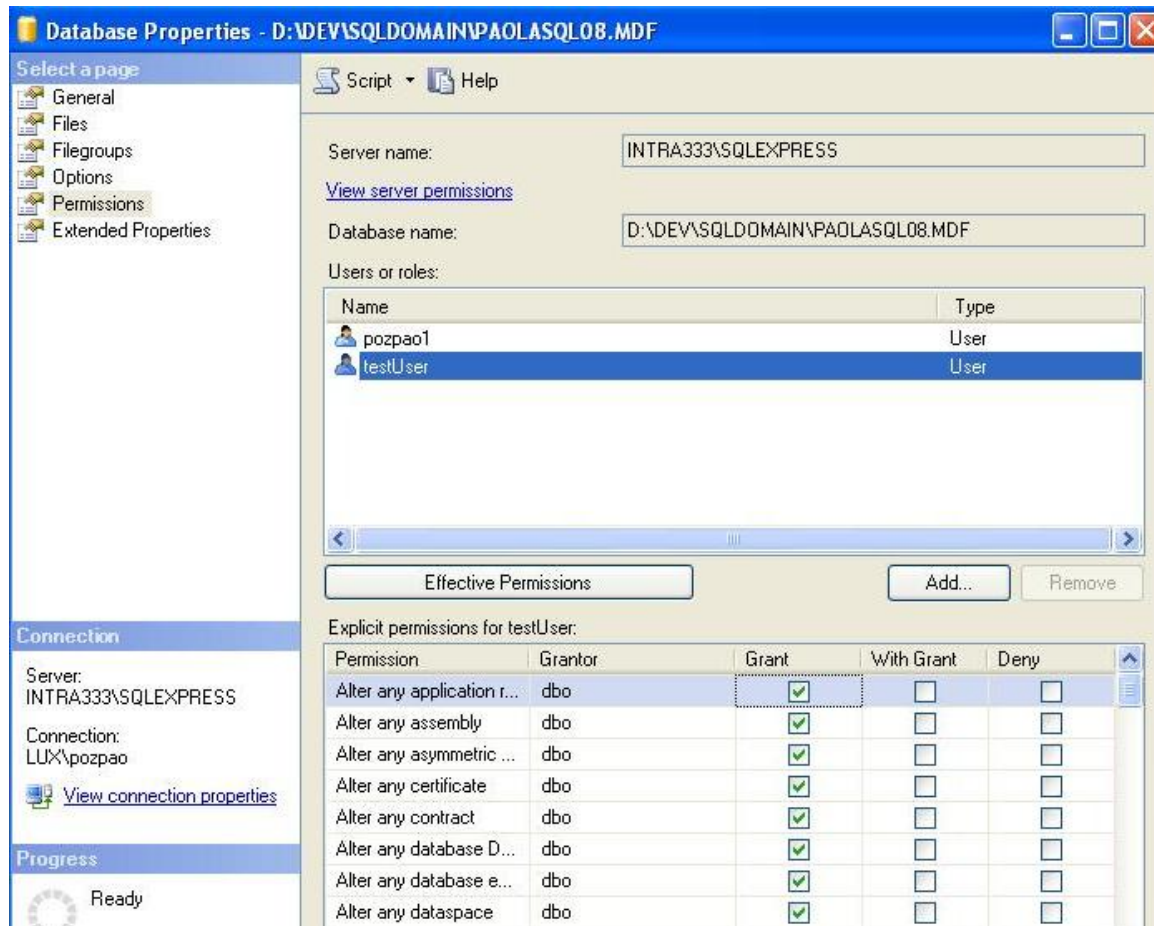 Database Properties - D:\DEV\SQLDOMAIN\PAOLASQL08.MDF
Select a page
General
Files
Filegroups
Options
Permissions
Extended Properties
Script Help
Server name: INTRA333\SQLEXPRESS
View server permissions
Database name: D:\DEV\SQLDOMAIN\PAOLASQL08.MDF
Users or roles:
Name Type
pozpao1 User
testUser User
Effective Permissions Add... Remove
Explicit permissions for testUser:
Permission Grantor Grant With Grant Deny
Alter any application r... dbo
Alter any assembly dbo
Alter any asymmetric ... dbo
Alter any certificate dbo
Alter any contract dbo
Alter any database D... dbo
Alter any database e... dbo
Alter any dataspace dbo
Connection
Server:
INTRA333\SQLEXPRESS
Connection:
LUX\pozpao
View connection properties
Progress
Ready